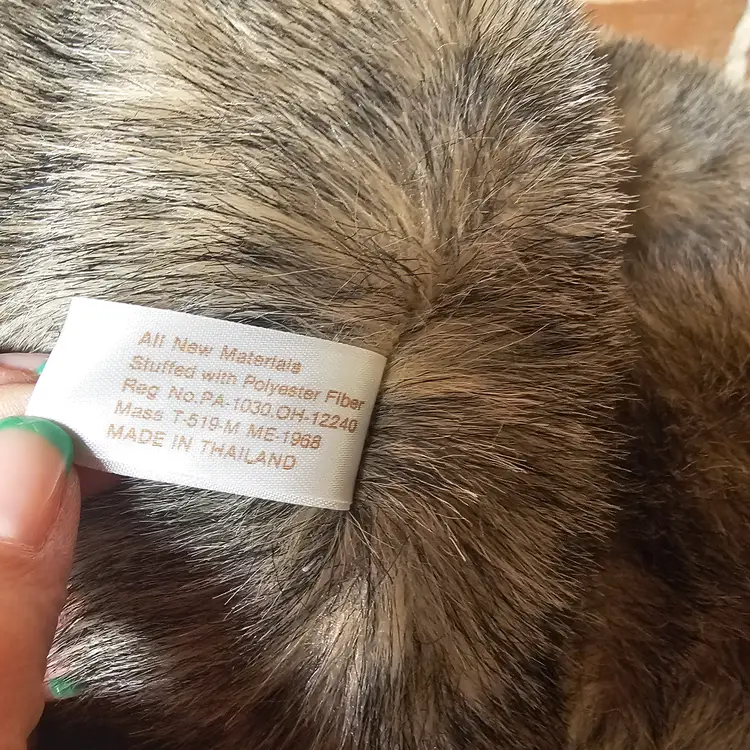 All New Materials
Stuffed with Polyester Fiber
Reg. No.PA-1030.OH-12240
Mass T-519-M ME-1968
MADE IN THAILAND